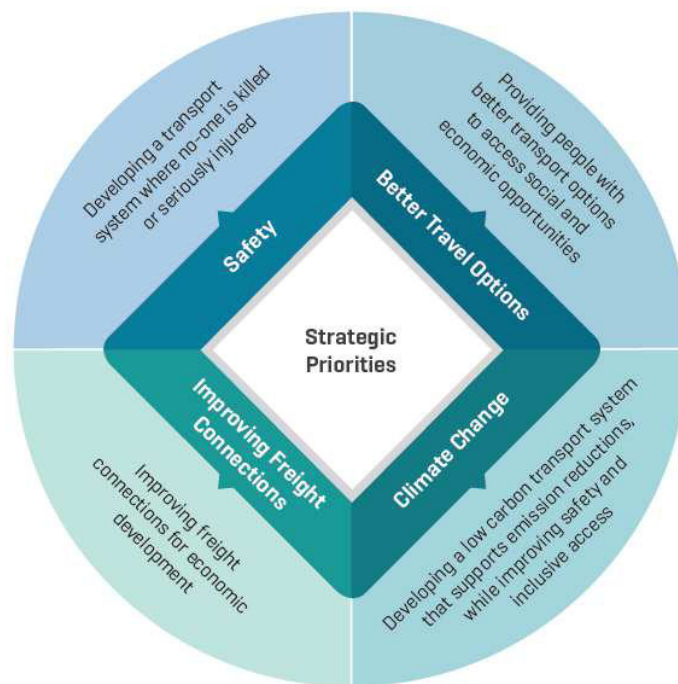 Developing a transport
system where no-one is killed
or seriously injured
Safety
Providing people with
better transport options
to access social and
economic opportunities
Better Travel Options
Strategic
Priorities
Improving Freight
Connections
Improving freight
connections for economic
development
Climate Change
Developing a low carbon transport system
that supports emission reductions,
while improving safety and
inclusive access